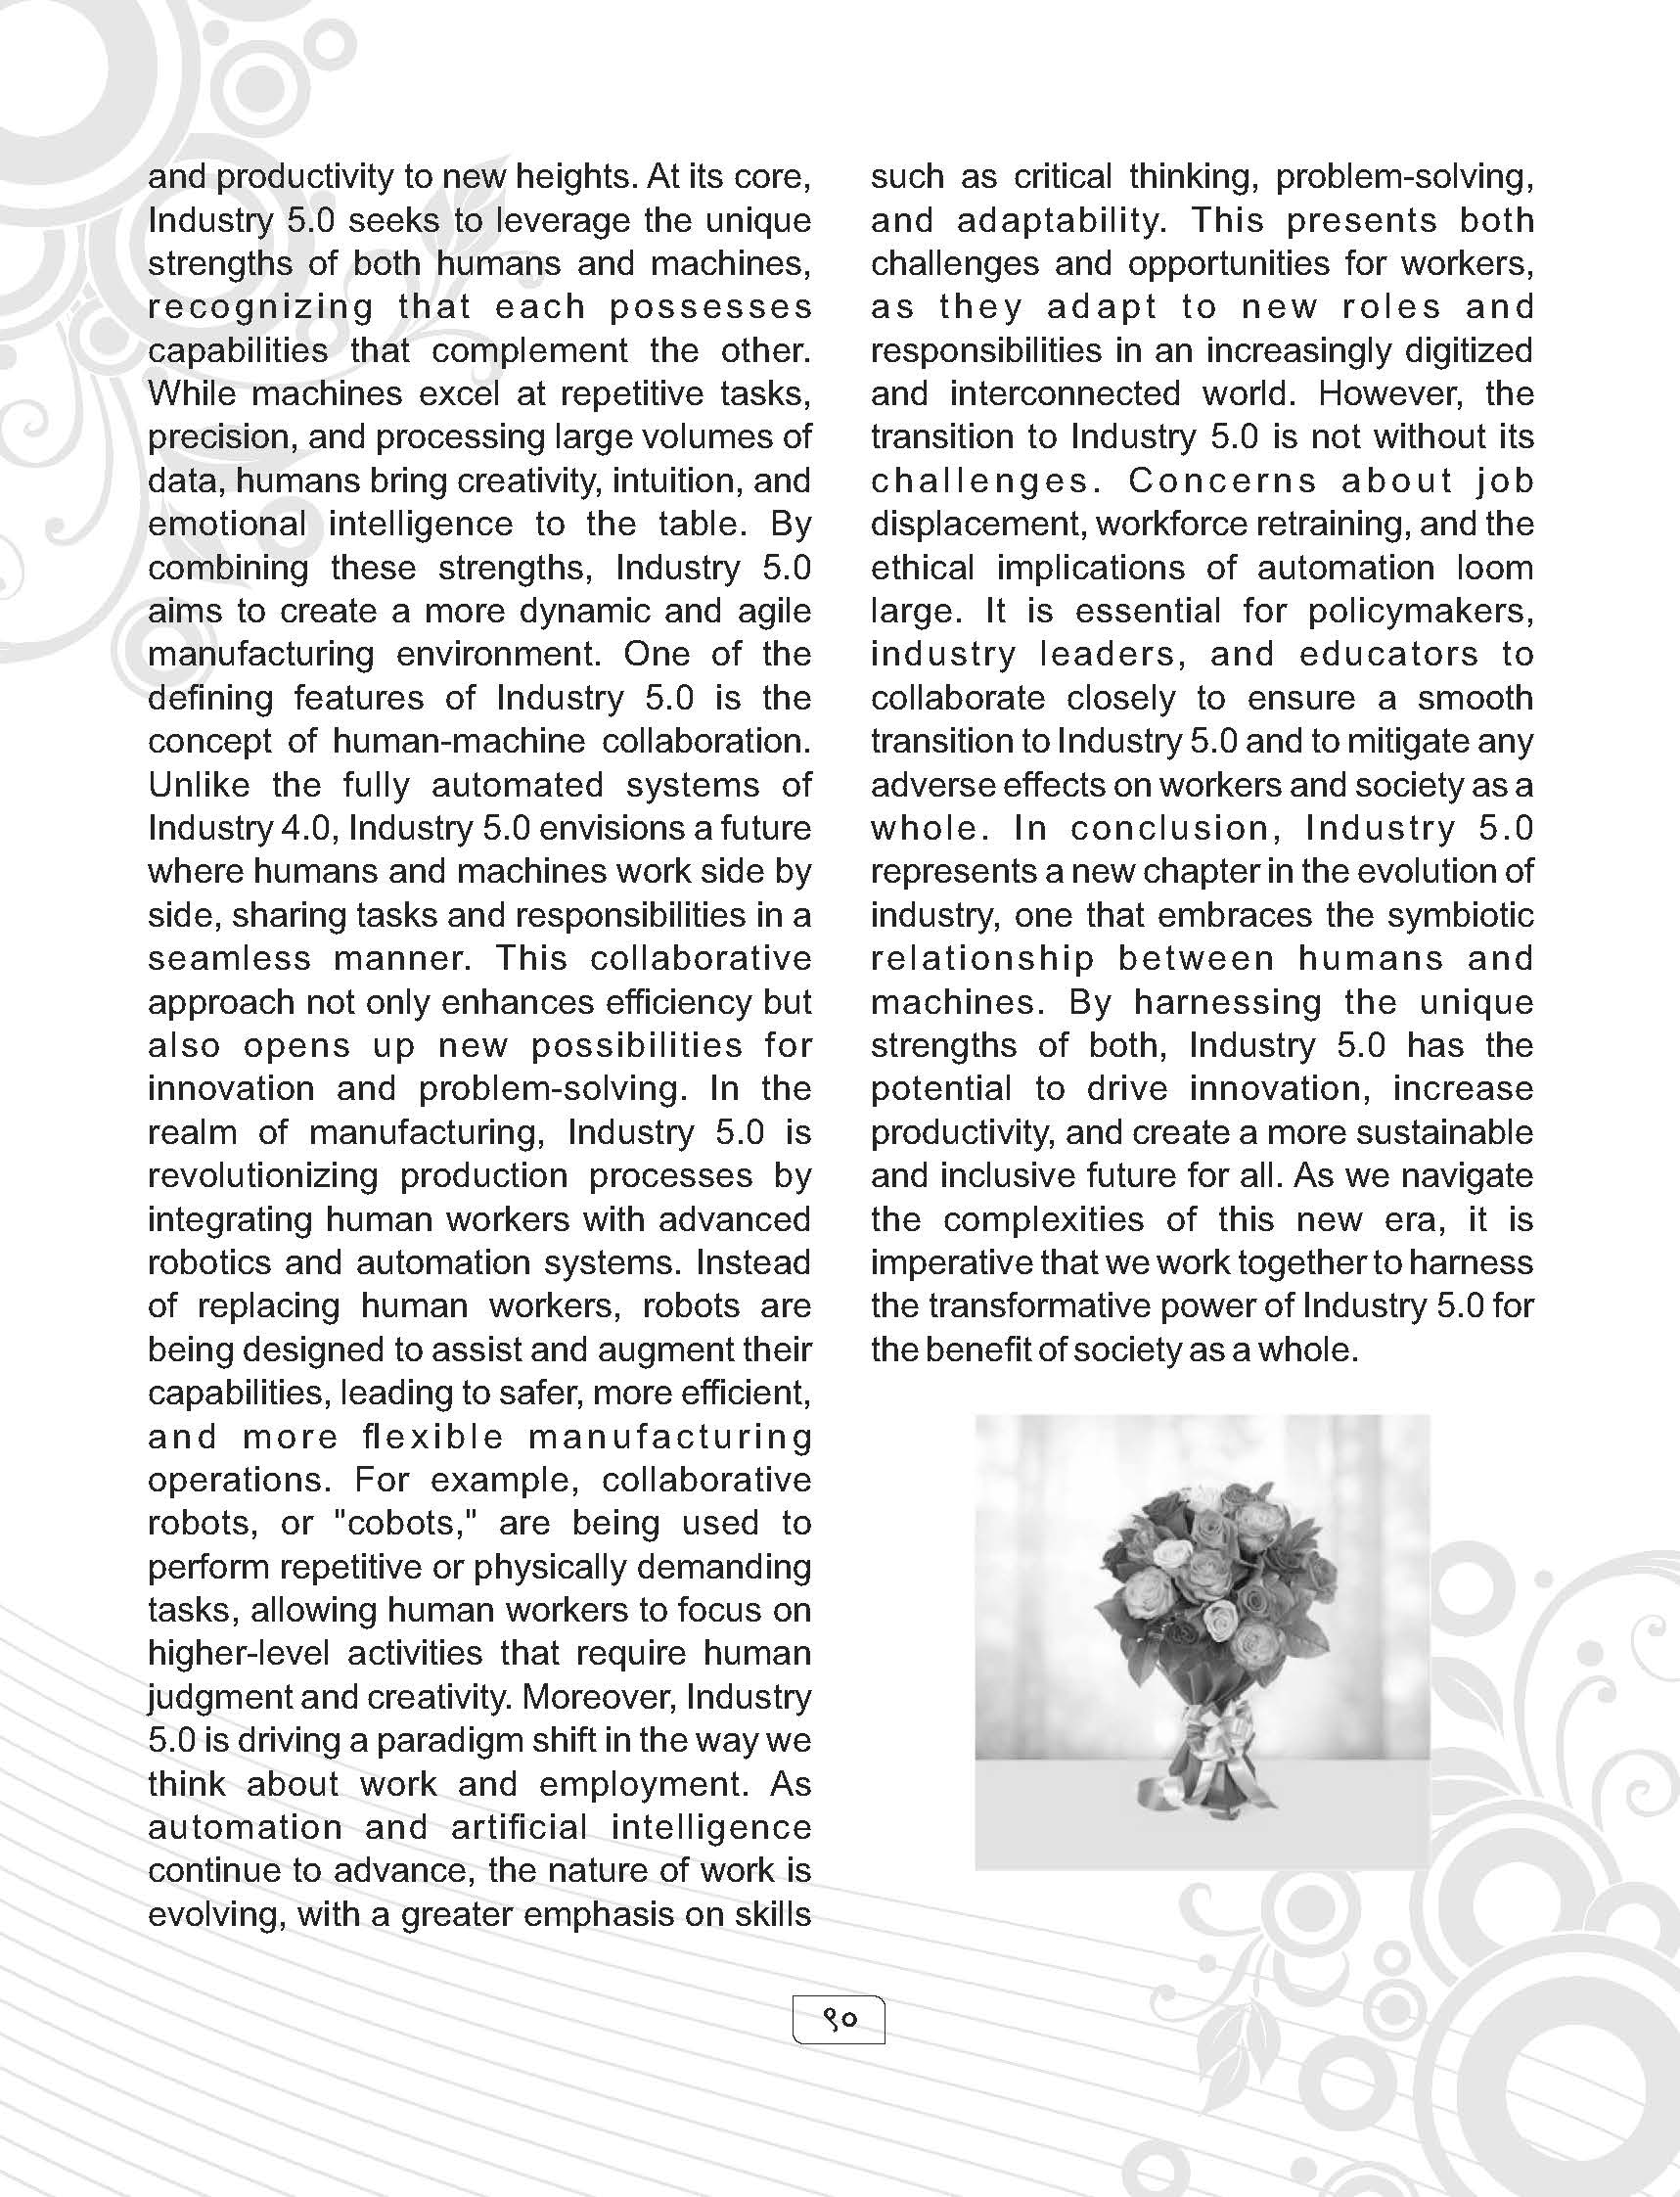 and productivity to new heights. At its core,
Industry 5.0 seeks to leverage the unique
strengths of both humans and machines,
recognizing that each possesses
capabilities that complement the other.
While machines excel at repetitive tasks,
precision, and processing large volumes of
data, humans bring creativity, intuition, and
emotional intelligence to the table. By
combining these strengths, Industry 5.0
aims to create a more dynamic and agile
manufacturing environment. One of the
defining features of Industry 5.0 is the
concept of human-machine collaboration.
Unlike the fully automated systems of
Industry 4.0, Industry 5.0 envisions a future
where humans and machines work side by
side, sharing tasks and responsibilities in a
seamless manner. This collaborative
approach not only enhances efficiency but
also opens up new possibilities for
innovation and problem-solving. In the
realm of manufacturing, Industry 5.0 is
revolutionizing production processes by
integrating human workers with advanced
robotics and automation systems. Instead
of replacing human workers, robots are
being designed to assist and augment their
capabilities, leading to safer, more efficient,
and more flexible manufacturing
operations. For example, collaborative
robots, or "cobots," are being used to
perform repetitive or physically demanding
tasks, allowing human workers to focus on
higher-level activities that require human
judgment and creativity. Moreover, Industry
5.0 is driving a paradigm shift in the way we
think about work and employment. As
automation and artificial intelligence
continue to advance, the nature of work is
evolving, with a greater emphasis on skills
such as critical thinking, problem-solving,
and adaptability. This presents both
challenges and opportunities for workers,
as they adapt to new roles and
responsibilities in an increasingly digitized
and interconnected world. However, the
transition to Industry 5.0 is not without its
challenges. Concerns about job
displacement, workforce retraining, and the
ethical implications of automation loom
large. It is essential for policymakers,
industry leaders, and educators to
collaborate closely to ensure a smooth
transition to Industry 5.0 and to mitigate any
adverse effects on workers and society as a
whole. In conclusion, Industry 5.0
represents a new chapter in the evolution of
industry, one that embraces the symbiotic
relationship between humans and
machines. By harnessing the unique
strengths of both, Industry 5.0 has the
potential to drive innovation, increase
productivity, and create a more sustainable
and inclusive future for all. As we navigate
the complexities of this new era, it is
imperative that we work together to harness
the transformative power of Industry 5.0 for
the benefit of society as a whole.
९०